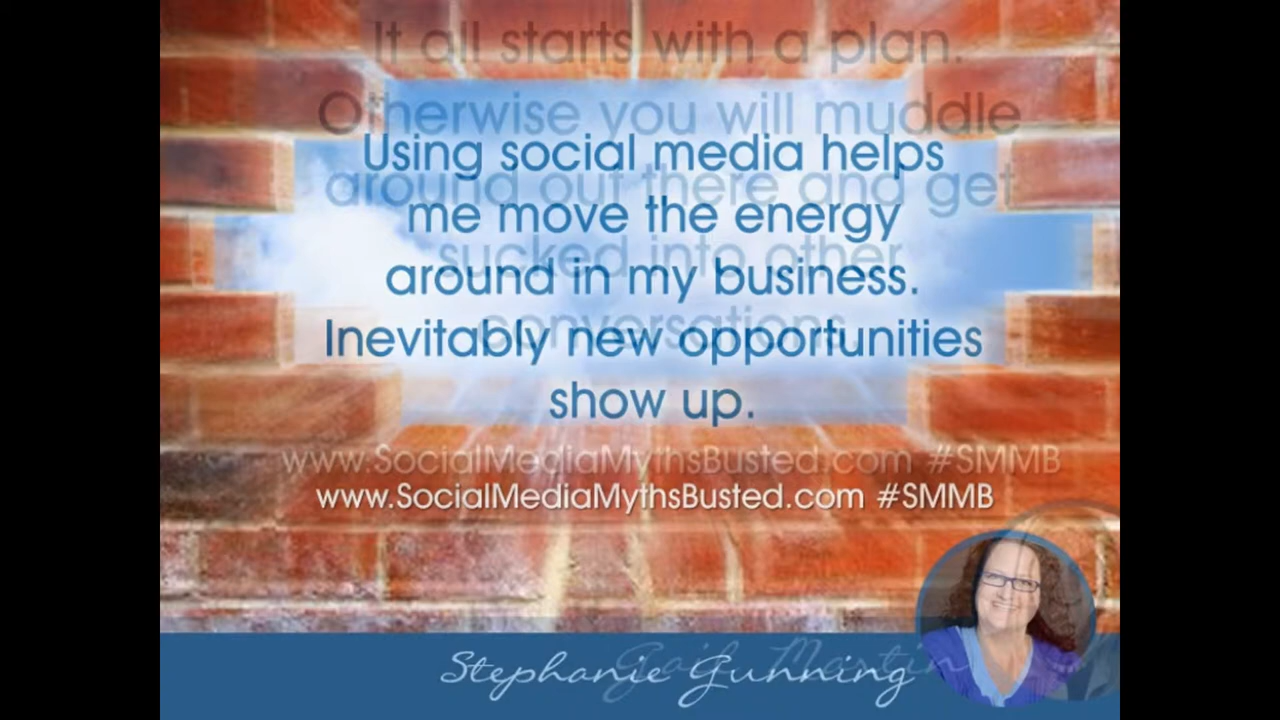 It all starts with a plan.
Otherwise you will muddle
around out there and get
sucked into other
conversations.
www.SocialMediaMythsBusted.com #SMMB
Gail Martin
Using social media helps
me move the energy
around in my business.
Inevitably new opportunities
show up.
www.SocialMediaMythsBusted.com #SMMB
Stephanie Gunning